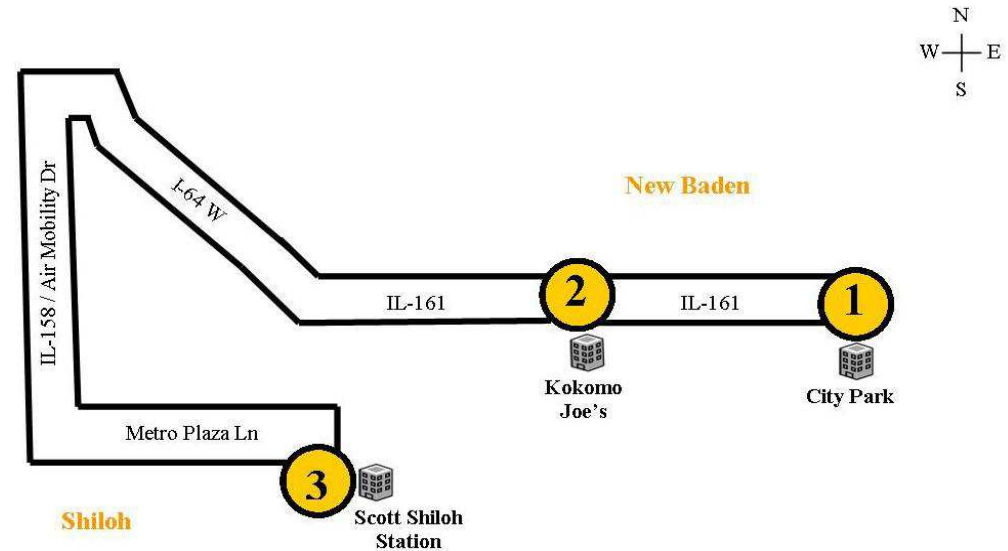 N
W E
S
New Baden
I-64 W
IL-158 / Air Mobility Dr
IL-161
2
IL-161
1
Kokomo
Joe's
City Park
Metro Plaza Ln
3
Scott Shiloh
Station
Shiloh